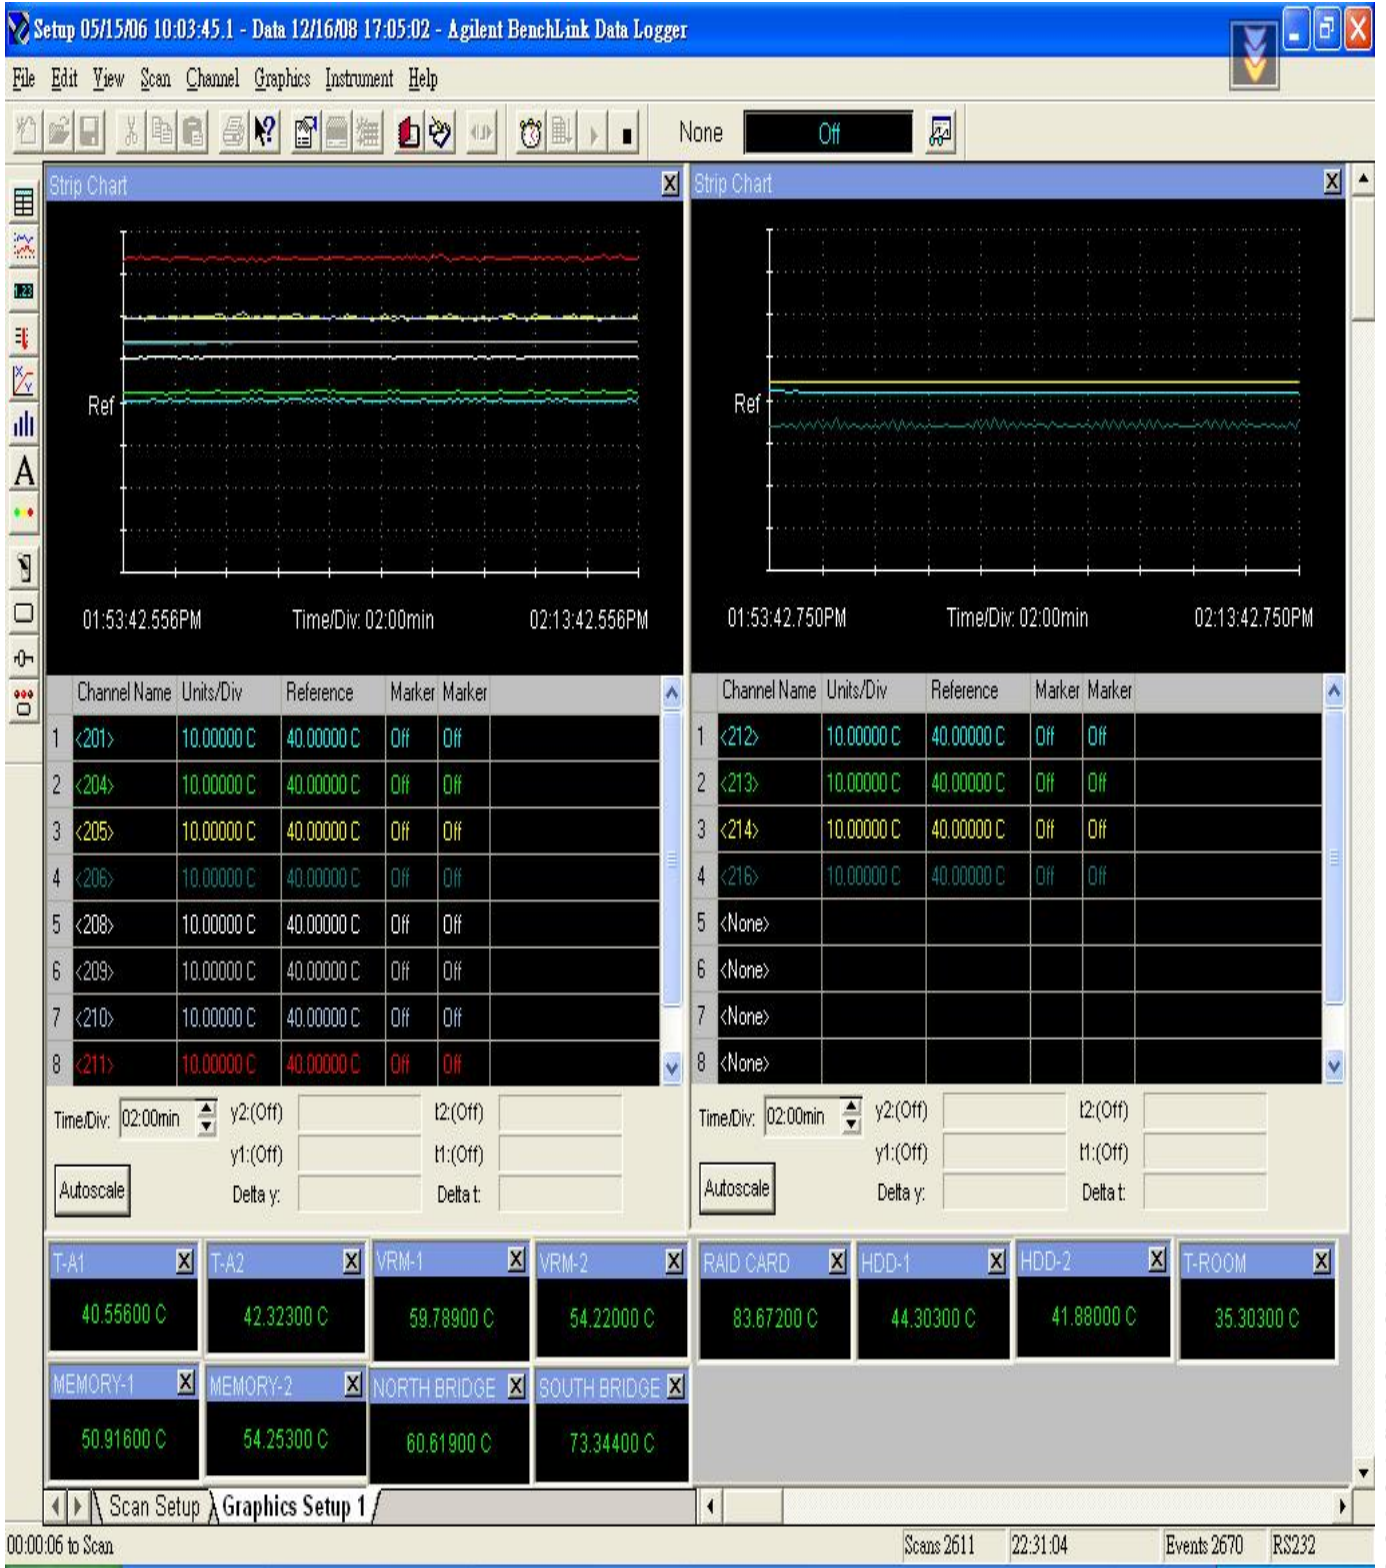 Setup 05/15/06 10:03:45.1 - Data 12/16/08 17:05:02 - Agilent BenchLink Data Logger
File Edit View Scan Channel Graphics Instrument Help
None Off
Strip Chart
Ref
01:53:42.556PM Time/Div: 02:00min 02:13:42.556PM
Channel Name Units/Div Reference Marker Marker
1 <201> 10.00000 C 40.00000 C Off Off
2 <204> 10.00000 C 40.00000 C Off Off
3 <205> 10.00000 C 40.00000 C Off Off
4 <206> 10.00000 C 40.00000 C Off Off
5 <208> 10.00000 C 40.00000 C Off Off
6 <209> 10.00000 C 40.00000 C Off Off
7 <210> 10.00000 C 40.00000 C Off Off
8 <211> 10.00000 C 40.00000 C Off Off
Time/Div: 02:00min y2:(Off) t2:(Off)
y1:(Off) t1:(Off)
Autoscale Delta y: Delta t:
Strip Chart
Ref
01:53:42.750PM Time/Div: 02:00min 02:13:42.750PM
Channel Name Units/Div Reference Marker Marker
1 <212> 10.00000 C 40.00000 C Off Off
2 <213> 10.00000 C 40.00000 C Off Off
3 <214> 10.00000 C 40.00000 C Off Off
4 <216> 10.00000 C 40.00000 C Off Off
5 <None>
6 <None>
7 <None>
8 <None>
Time/Div: 02:00min y2:(Off) t2:(Off)
y1:(Off) t1:(Off)
Autoscale Delta y: Delta t:
T-A1 T-A2 VRM-1 VRM-2 RAID CARD HDD-1 HDD-2 T-ROOM
40.55600 C 42.32300 C 59.78900 C 54.22000 C 83.67200 C 44.30300 C 41.88000 C 35.30300 C
MEMORY-1 MEMORY-2 NORTH BRIDGE SOUTH BRIDGE
50.91600 C 54.25300 C 60.61900 C 73.34400 C
Scan Setup Graphics Setup 1
00:00:06 to Scan Scans 2611 22:31:04 Events 2670 RS232